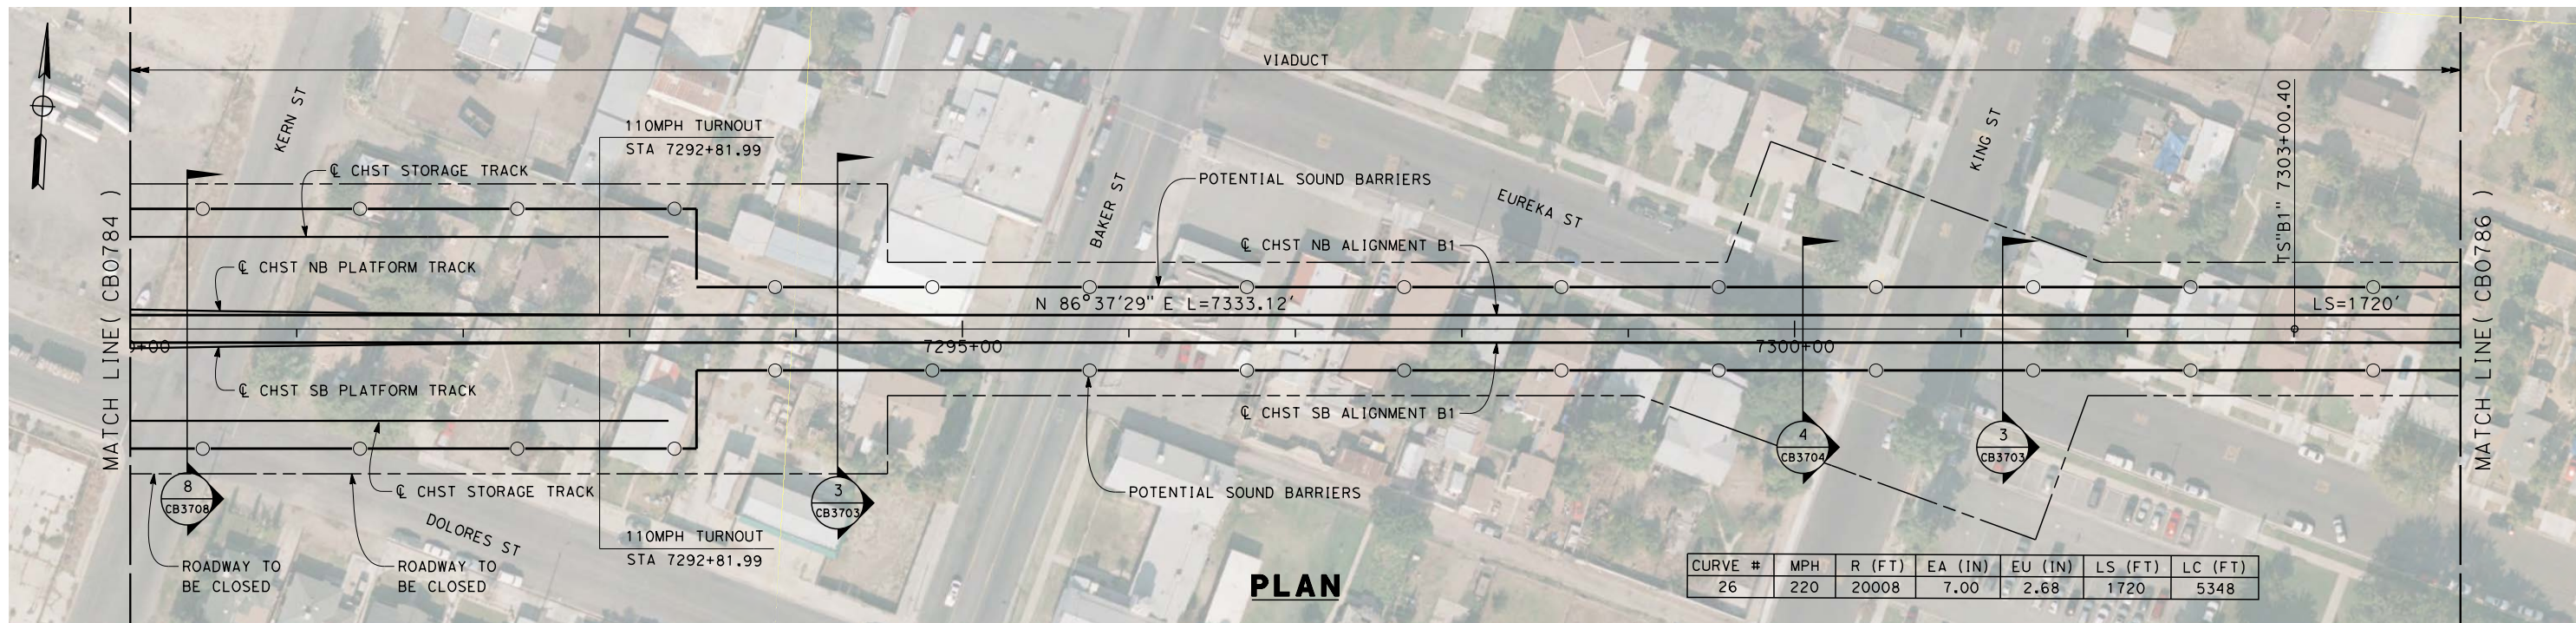 VIADUCT
KERN ST
110MPH TURNOUT
STA 7292+81.99
℄ CHST STORAGE TRACK
BAKER ST
POTENTIAL SOUND BARRIERS
EUREKA ST
KING ST
TS"B1" 7303+00.40
MATCH LINE( CB0784 )
℄ CHST NB PLATFORM TRACK
℄ CHST NB ALIGNMENT B1
N 86°37'29" E L=7333.12'
LS=1720'
MATCH LINE( CB0786 )
+00
7295+00
7300+00
℄ CHST SB PLATFORM TRACK
℄ CHST SB ALIGNMENT B1
8
CB3708
3
CB3703
4
CB3704
3
CB3703
℄ CHST STORAGE TRACK
POTENTIAL SOUND BARRIERS
DOLORES ST
110MPH TURNOUT
STA 7292+81.99
ROADWAY TO
BE CLOSED
ROADWAY TO
BE CLOSED
PLAN
CURVE # MPH R (FT) EA (IN) EU (IN) LS (FT) LC (FT)
26 220 20008 7.00 2.68 1720 5348